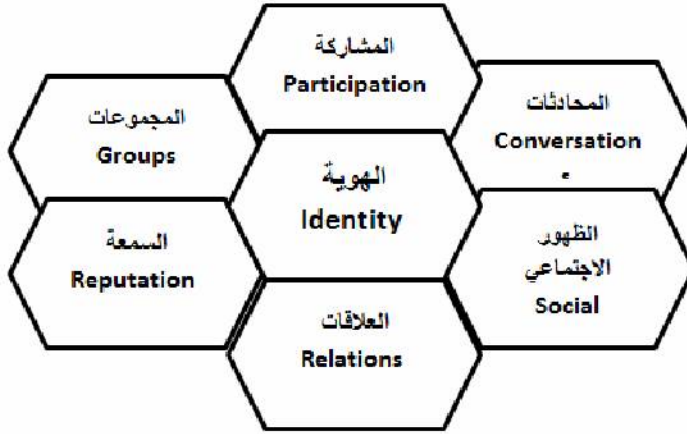 المشاركة
Participation
المجموعات
Groups
المحادثات
Conversation
الهوية
Identity
السمعة
Reputation
الظهور
الاجتماعي
Social
العلاقات
Relations